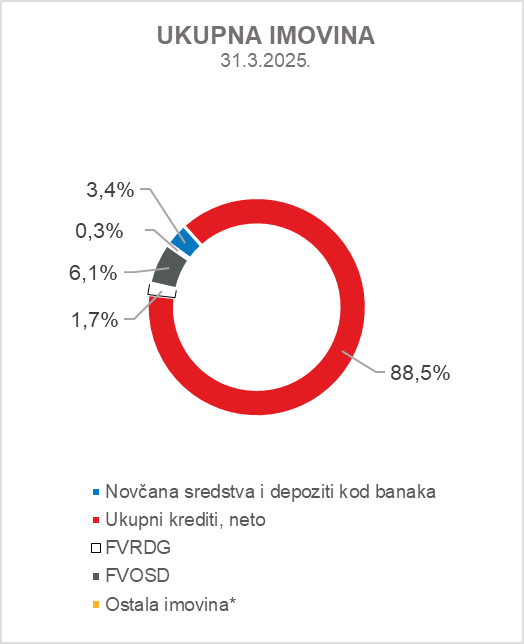 UKUPNA IMOVINA
31.3.2025.
3,4%
0,3%
6,1%
1,7%
88,5%
Novčana sredstva i depoziti kod banaka
Ukupni krediti, neto
FVRDG
FVOSD
Ostala imovina*